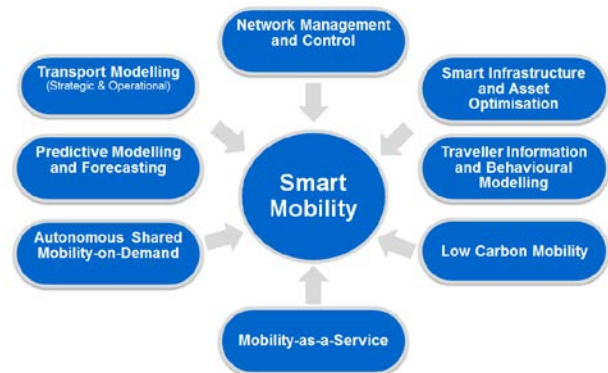 Network Management
and Control
Transport Modelling
(Strategic & Operational)
Smart Infrastructure
and Asset
Optimisation
Predictive Modelling
and Forecasting
Smart
Mobility
Traveller Information
and Behavioural
Modelling
Autonomous Shared
Mobility-on-Demand
Low Carbon Mobility
Mobility-as-a-Service